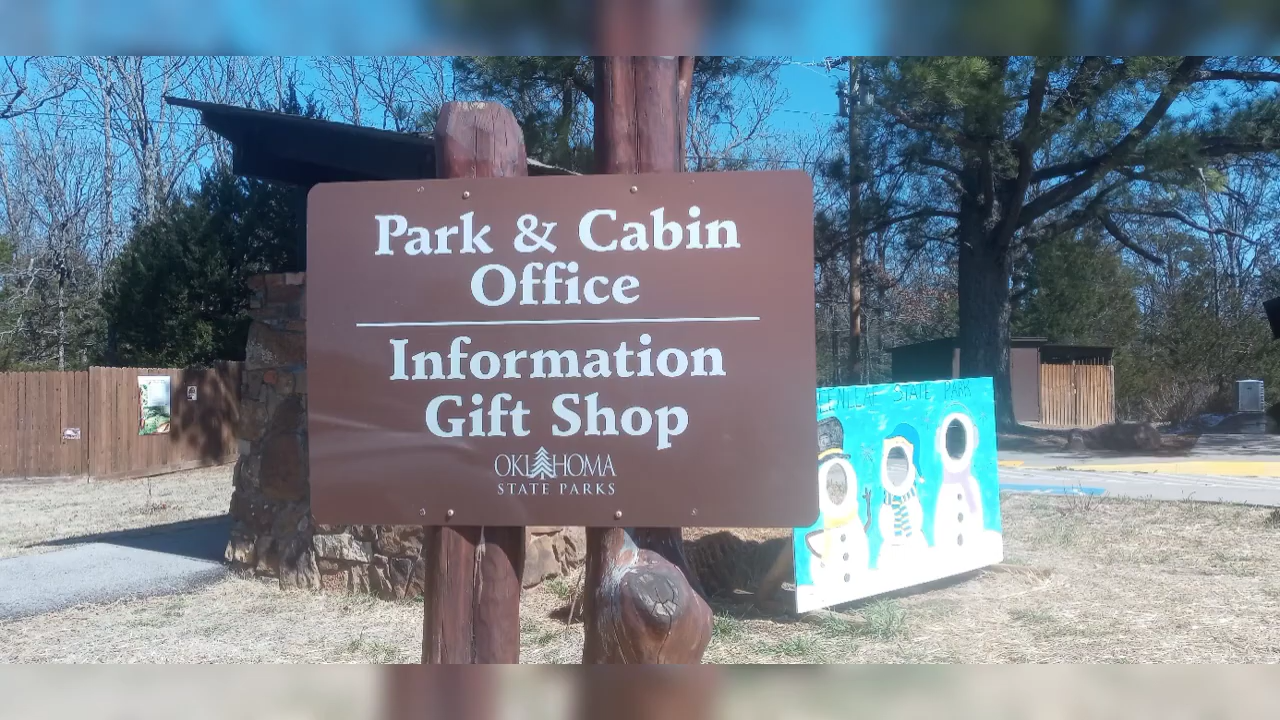 Park & Cabin
Office
Information
Gift Shop
OKLAHOMA
STATE PARKS
STATE PARK